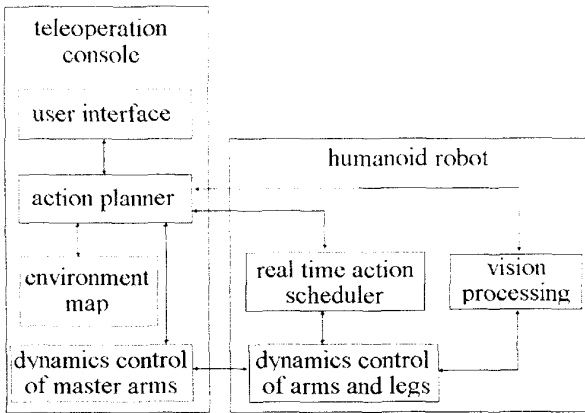 teleoperation
console
user interface
action planner
environment
map
dynamics control
of master arms
humanoid robot
real time action
scheduler
vision
processing
dynamics control
of arms and legs